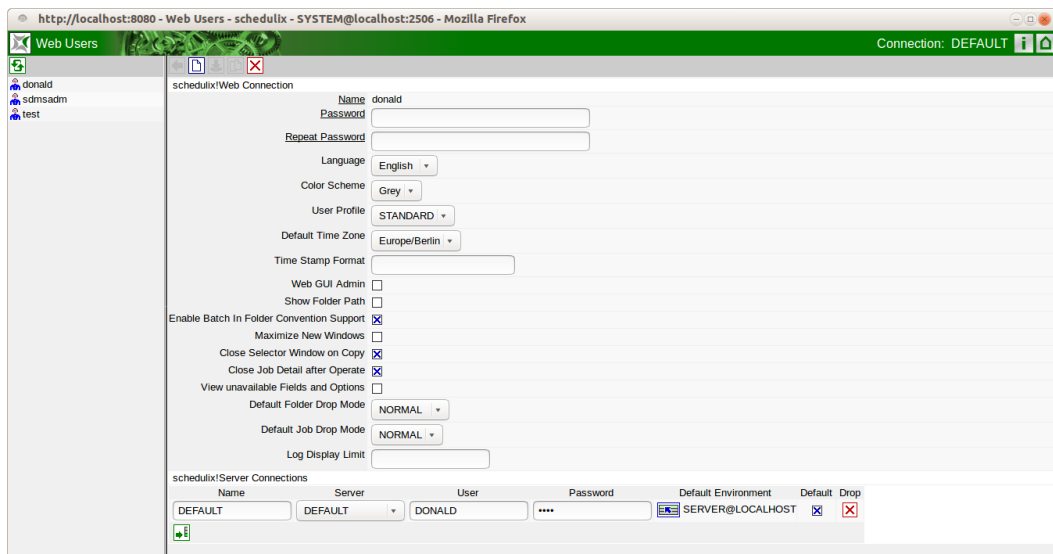 http://localhost:8080 - Web Users - schedulix - SYSTEM@localhost:2506 - Mozilla Firefox
Web Users
Connection: DEFAULT
donald
sdmsadm
test
schedulix!Web Connection
Name donald
Password
Repeat Password
Language English
Color Scheme Grey
User Profile STANDARD
Default Time Zone Europe/Berlin
Time Stamp Format
Web GUI Admin
Show Folder Path
Enable Batch In Folder Convention Support
Maximize New Windows
Close Selector Window on Copy
Close Job Detail after Operate
View unavailable Fields and Options
Default Folder Drop Mode NORMAL
Default Job Drop Mode NORMAL
Log Display Limit
schedulix!Server Connections
Name Server User Password Default Environment Default Drop
DEFAULT DEFAULT DONALD •••• SERVER@LOCALHOST